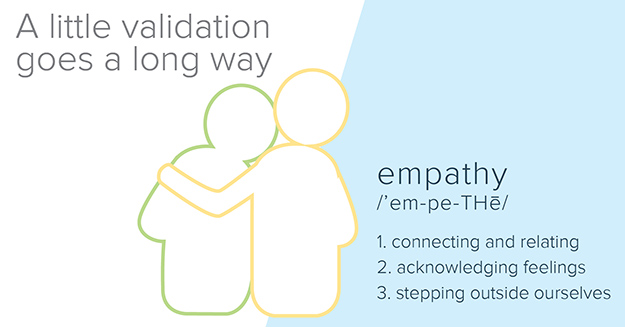 A little validation
goes a long way
empathy
/'em-pe-THē/
1. connecting and relating
2. acknowledging feelings
3. stepping outside ourselves